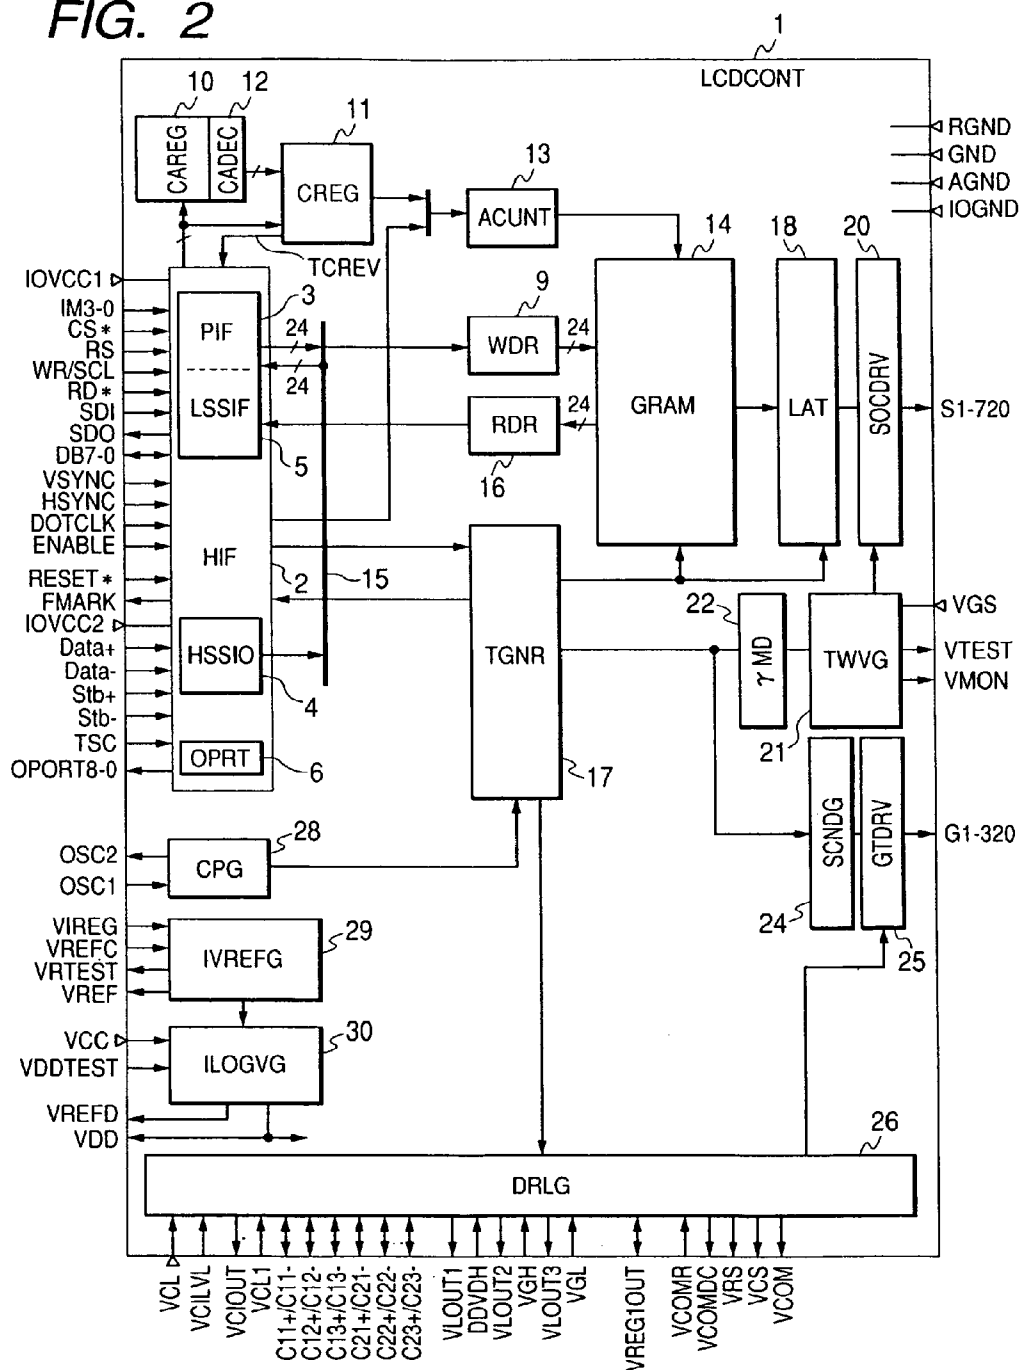 FIG. 2
1
LCDCONT
10
12
11
CAREG
CADEC
CREG
13
ACUNT
TCREV
14
18
20
RGND
GND
AGND
IOGND
IOVCC1
IM3-0
CS*
RS
WR/SCL
RD*
SDI
SDO
DB7-0
VSYNC
HSYNC
DOTCLK
ENABLE
RESET*
FMARK
IOVCC2
Data+
Data-
Stb+
Stb-
TSC
OPORT8-0
3
PIF
LSSIF
5
24
24
9
WDR
24
RDR
24
16
GRAM
LAT
SOCDRV
S1-720
HIF
2
15
HSSIO
4
OPRT
6
TGNR
17
22
γMD
TWVG
21
VGS
VTEST
VMON
SCNDG
24
GTDRV
25
G1-320
OSC2
OSC1
CPG
28
VIREG
VREFC
VRTEST
VREF
IVREFG
29
VCC
VDDTEST
ILOGVG
30
VREFD
VDD
26
DRLG
VCL
VCILVL
VCIOUT
VCL1
C11+/C11-
C12+/C12-
C13+/C13-
C21+/C21-
C22+/C22-
C23+/C23-
VLOUT1
DDVDH
VLOUT2
VGH
VLOUT3
VGL
VREG1OUT
VCOMR
VCOMDC
VRS
VCS
VCOM